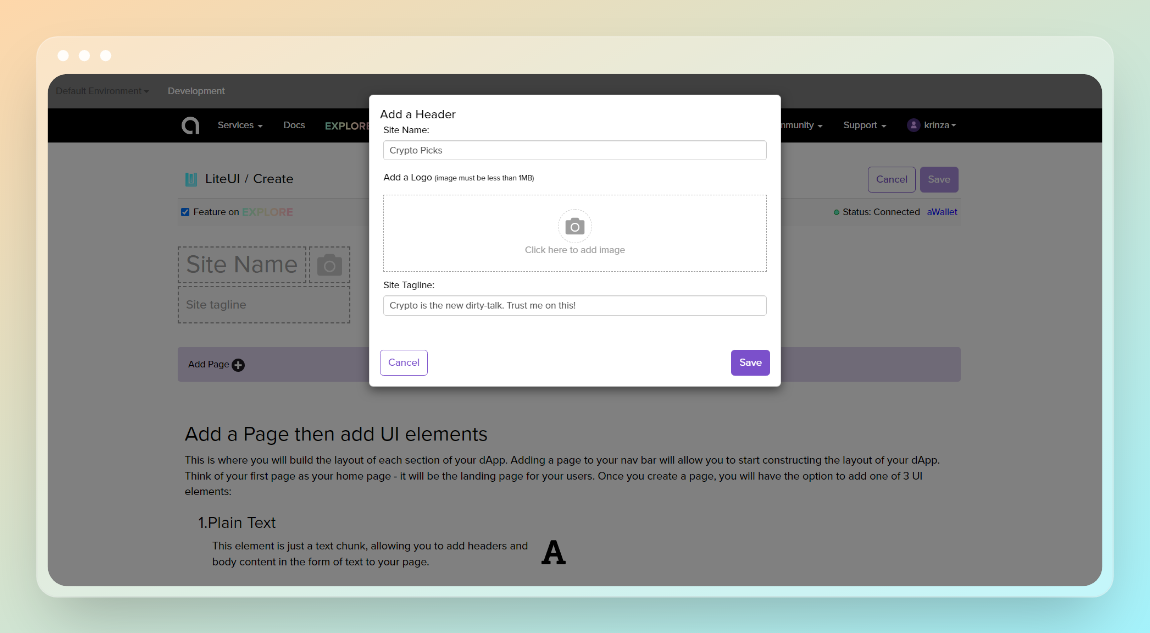 Default Environment
Development
Services
Docs
EXPLORE
mmunity
Support
krinza
LiteUI / Create
Cancel
Save
Feature on EXPLORE
Status: Connected aWallet
Site Name
Site tagline
Add a Header
Site Name:
Crypto Picks
Add a Logo (image must be less than 1MB)
Click here to add image
Site Tagline:
Crypto is the new dirty-talk. Trust me on this!
Cancel
Save
Add Page
Add a Page then add UI elements
This is where you will build the layout of each section of your dApp. Adding a page to your nav bar will allow you to start constructing the layout of your dApp.
Think of your first page as your home page - it will be the landing page for your users. Once you create a page, you will have the option to add one of 3 UI
elements:
1.Plain Text
This element is just a text chunk, allowing you to add headers and
body content in the form of text to your page.
A